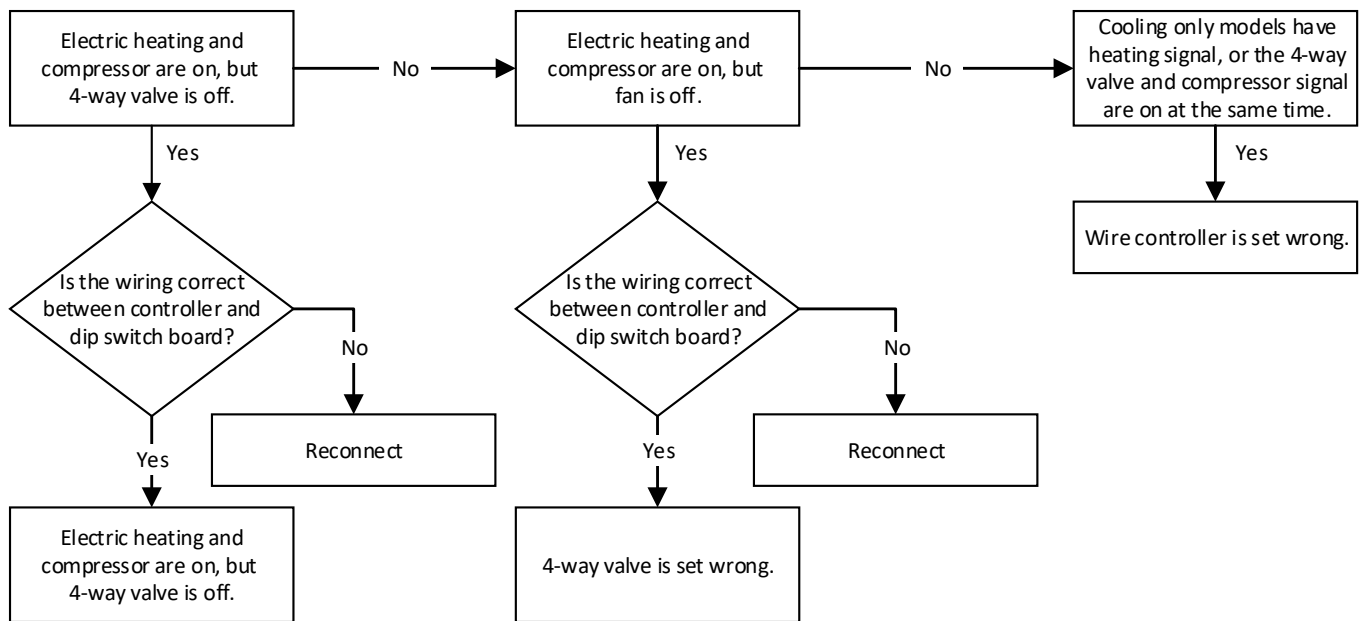 Electric heating and
compressor are on, but
4-way valve is off.
No
Electric heating and
compressor are on, but
fan is off.
No
Cooling only models have
heating signal, or the 4-way
valve and compressor signal
are on at the same time.
Yes
Yes
Yes
Wire controller is set wrong.
Is the wiring correct
between controller and
dip switch board?
No
Is the wiring correct
between controller and
dip switch board?
No
Reconnect
Reconnect
Yes
Yes
Electric heating and
compressor are on, but
4-way valve is off.
4-way valve is set wrong.